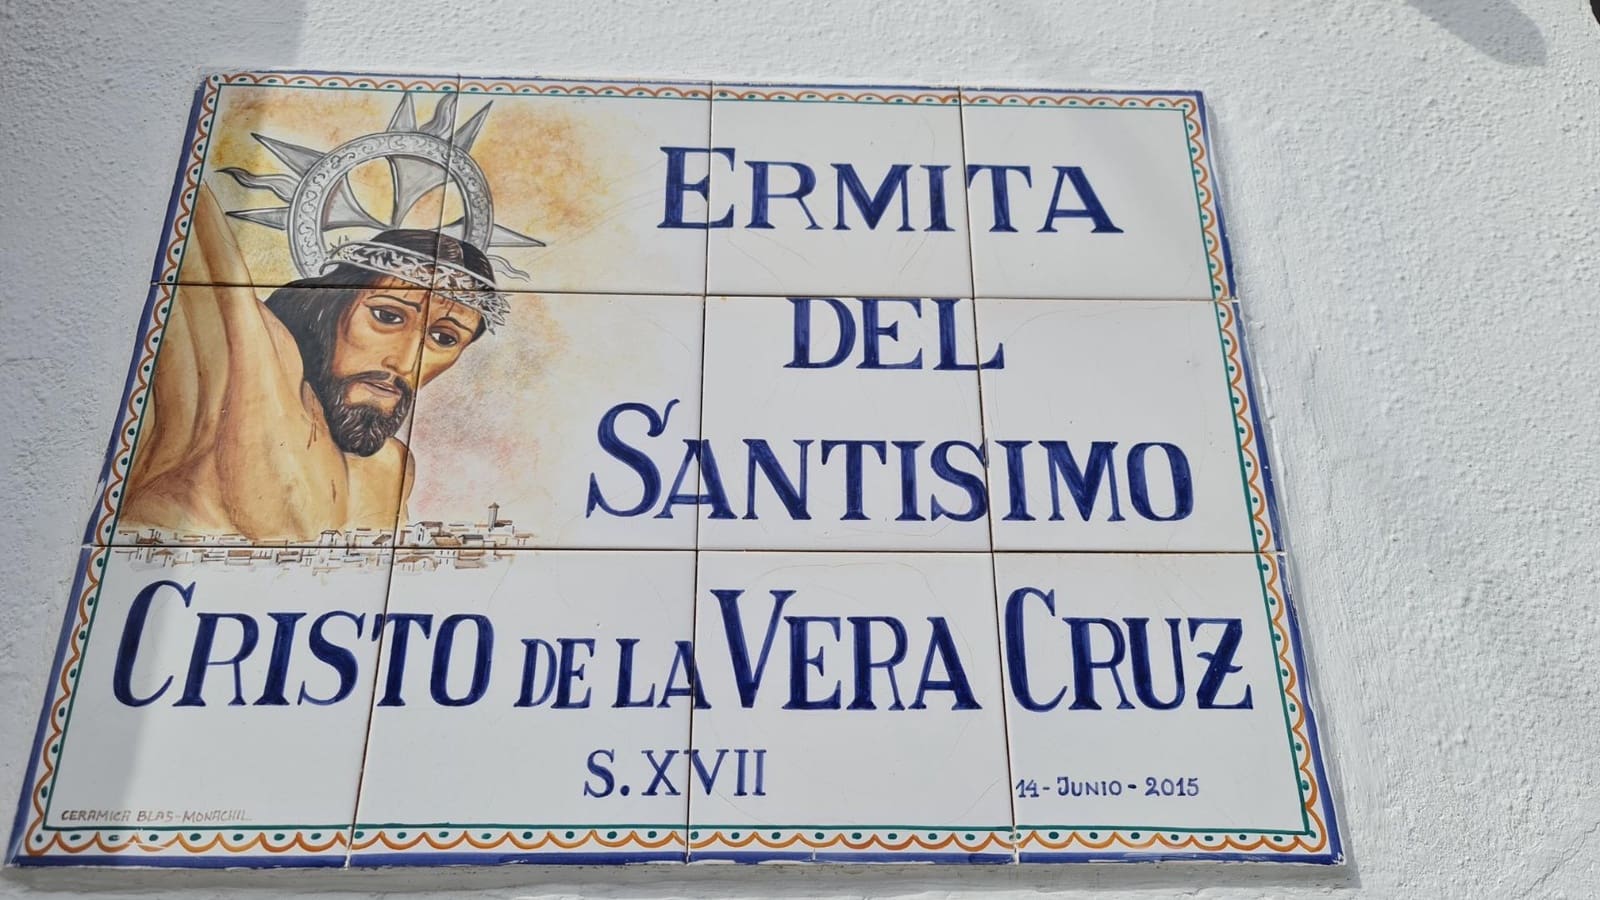 ERMITA
DEL
SANTISIMO
CRISTO DE LA VERA CRUZ
S. XVII
14-JUNIO-2015
CERAMICA BLAS-MONACHIL